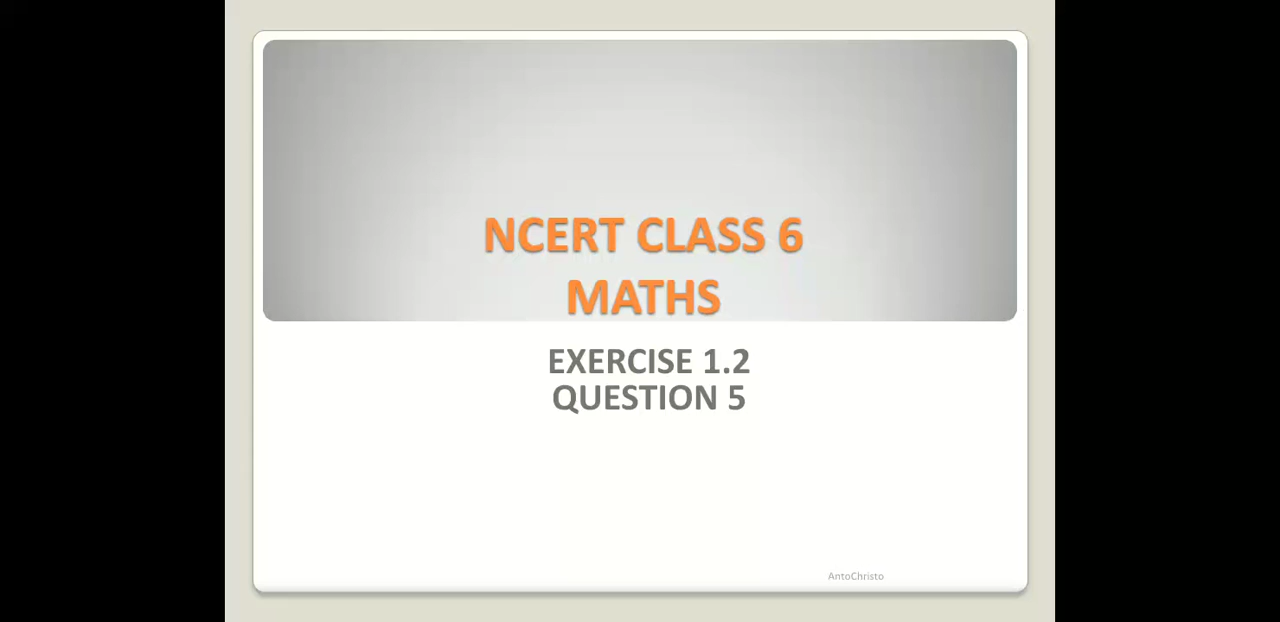 NCERT CLASS 6
MATHS
EXERCISE 1.2
QUESTION 5
AntoChristo